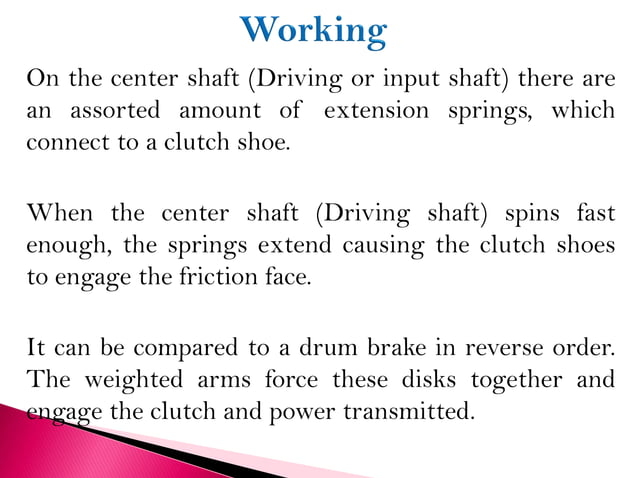 Working
On the center shaft (Driving or input shaft) there are
an assorted amount of extension springs, which
connect to a clutch shoe.
When the center shaft (Driving shaft) spins fast
enough, the springs extend causing the clutch shoes
to engage the friction face.
It can be compared to a drum brake in reverse order.
The weighted arms force these disks together and
engage the clutch and power transmitted.